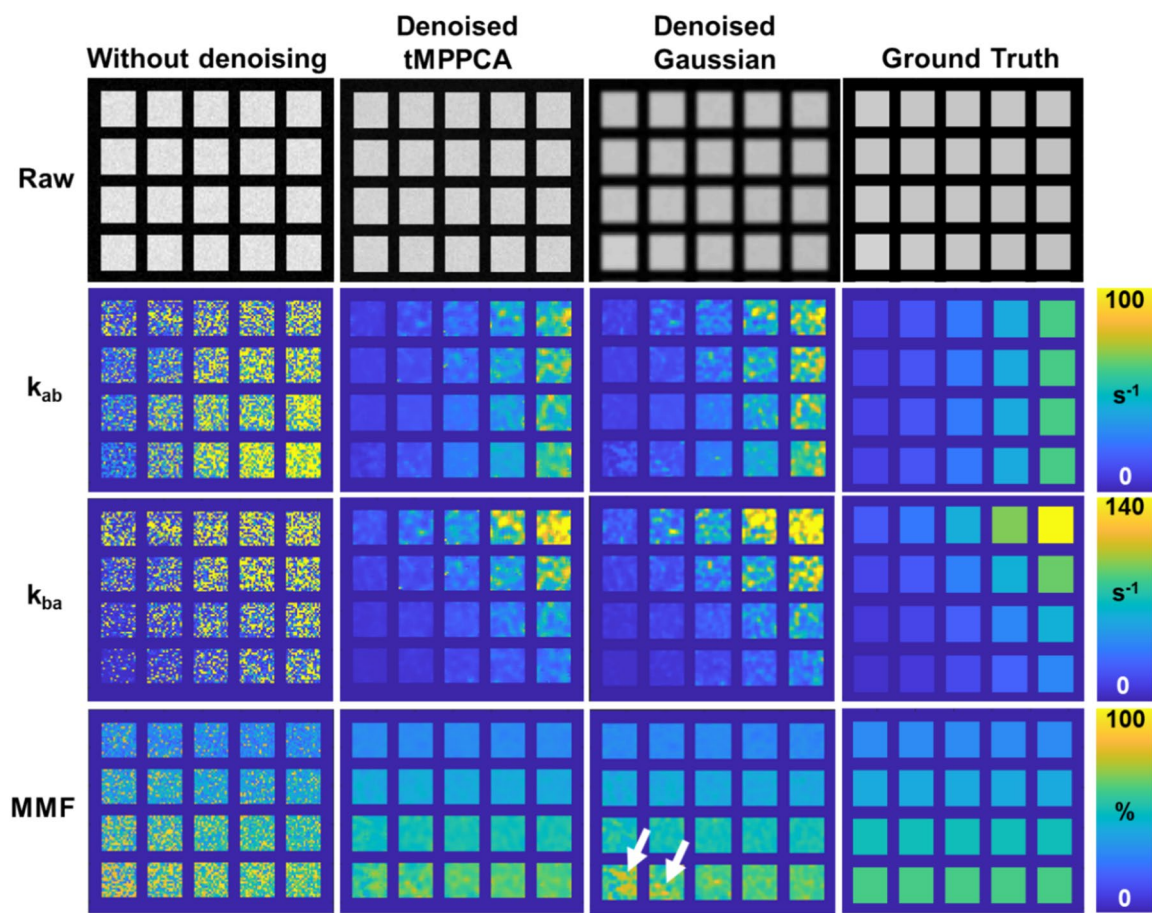 Without denoising
Denoised
tMPPCA
Denoised
Gaussian
Ground Truth
Raw
kab
100
s-1
0
kba
140
s-1
0
MMF
100
%
0